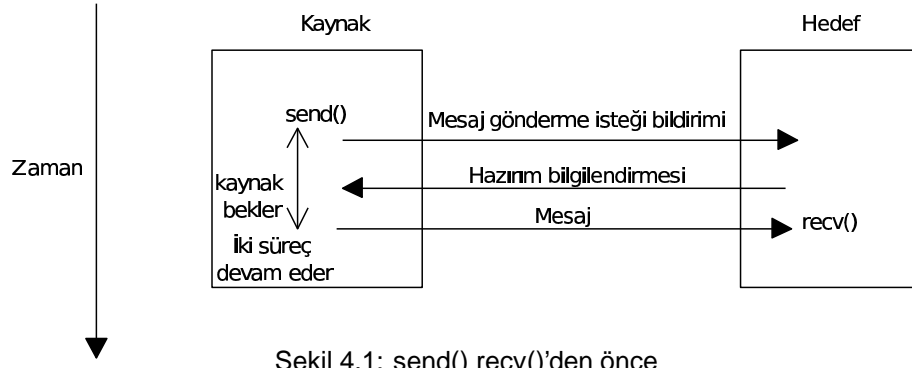 Kaynak
Hedef
send()
Mesaj gönderme isteği bildirimi
Zaman
kaynak
bekler
Hazırım bilgilendirmesi
Mesaj
recv()
İki süreç
devam eder
Şekil 4.1: send() recv()'den önce